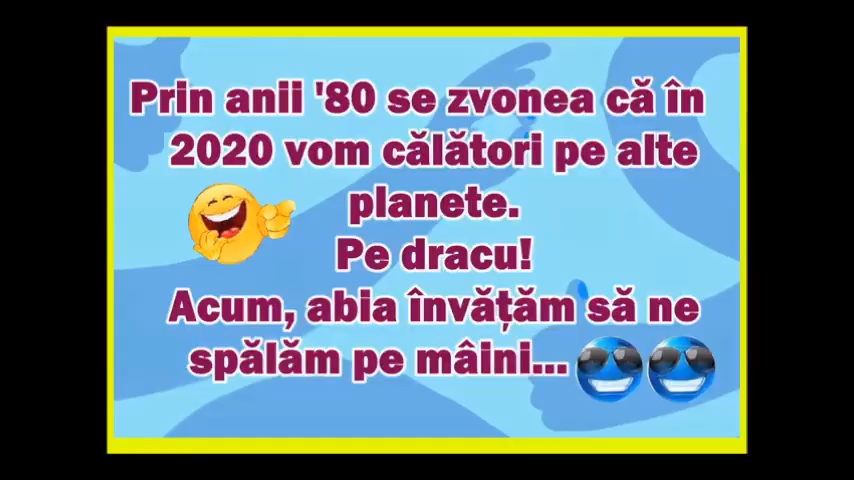 Prin anii '80 se zvonea că în
2020 vom călători pe alte
planete.
Pe dracu!
Acum, abia învățăm să ne
spălăm pe mâini...